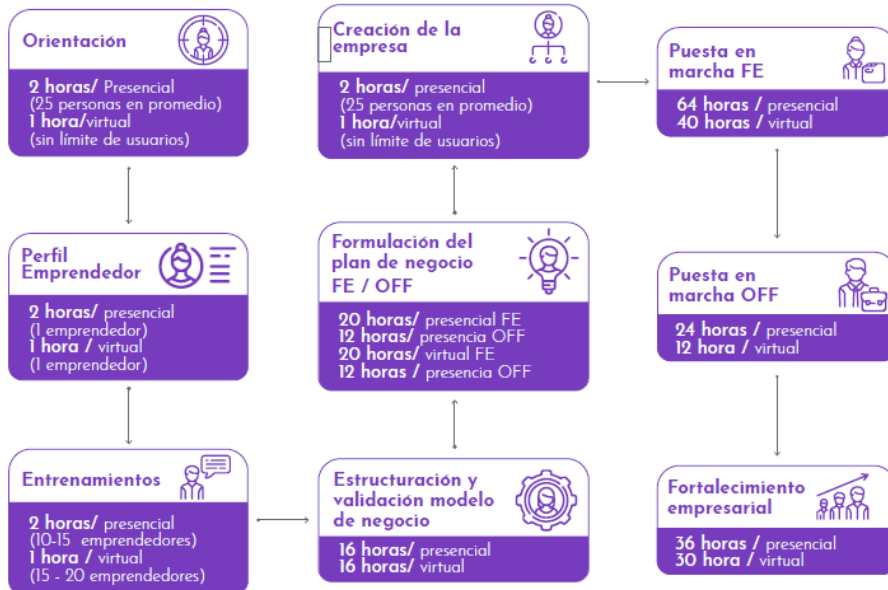 Orientación
2 horas/ Presencial
(25 personas en promedio)
1 hora/virtual
(sin límite de usuarios)
Perfil
Emprendedor
2 horas/ presencial
(1 emprendedor)
1 hora / virtual
(1 emprendedor)
Entrenamientos
2 horas/ presencial
(10-15 emprendedores)
1 hora / virtual
(15 - 20 emprendedores)
Estructuración y
validación modelo
de negocio
16 horas/ presencial
16 horas/ virtual
Formulación del
plan de negocio
FE / OFF
20 horas/ presencial FE
12 horas/ presencia OFF
20 horas/ virtual FE
12 horas / presencia OFF
Creación de la
empresa
2 horas/ presencial
(25 personas en promedio)
1 hora/virtual
(sin límite de usuarios)
Puesta en
marcha FE
64 horas / presencial
40 horas / virtual
Puesta en
marcha OFF
24 horas / presencial
12 hora / virtual
Fortalecimiento
empresarial
36 horas / presencial
30 hora / virtual